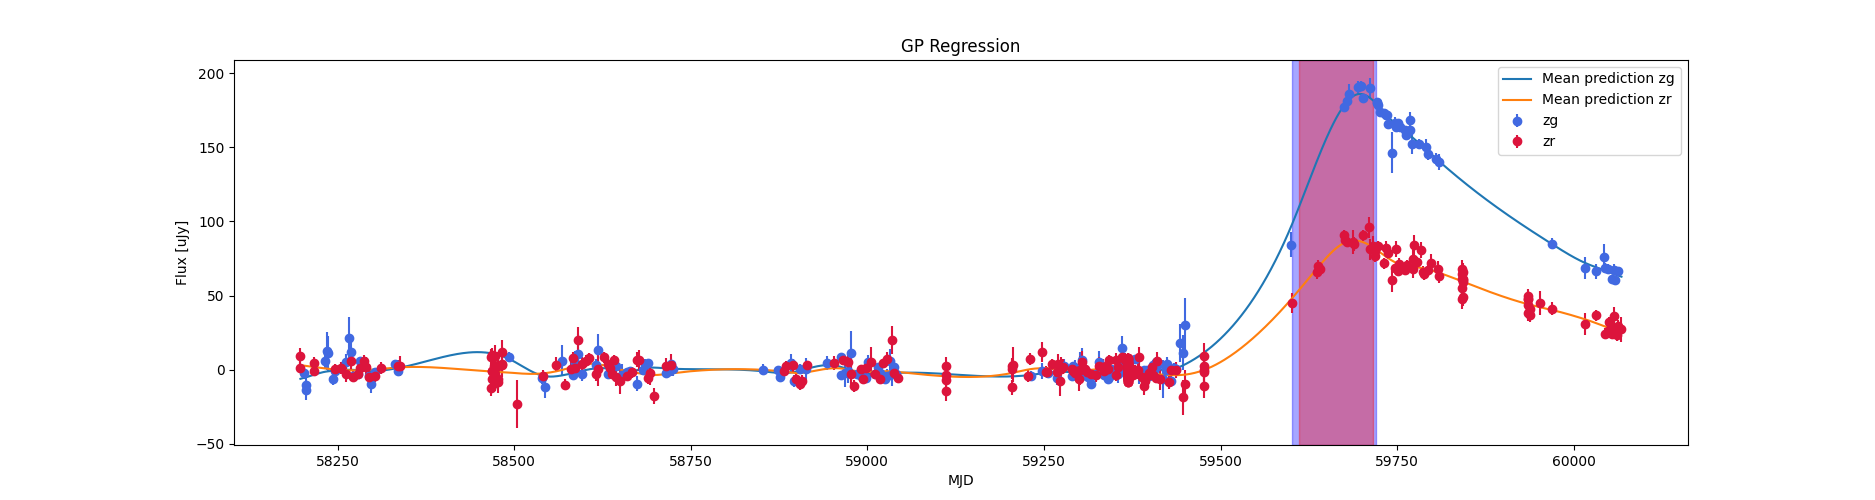 GP Regression
200
150
100
50
0
−50
Flux [uJy]
58250
58500
58750
59000
59250
59500
59750
60000
MJD
Mean prediction zg
Mean prediction zr
zg
zr